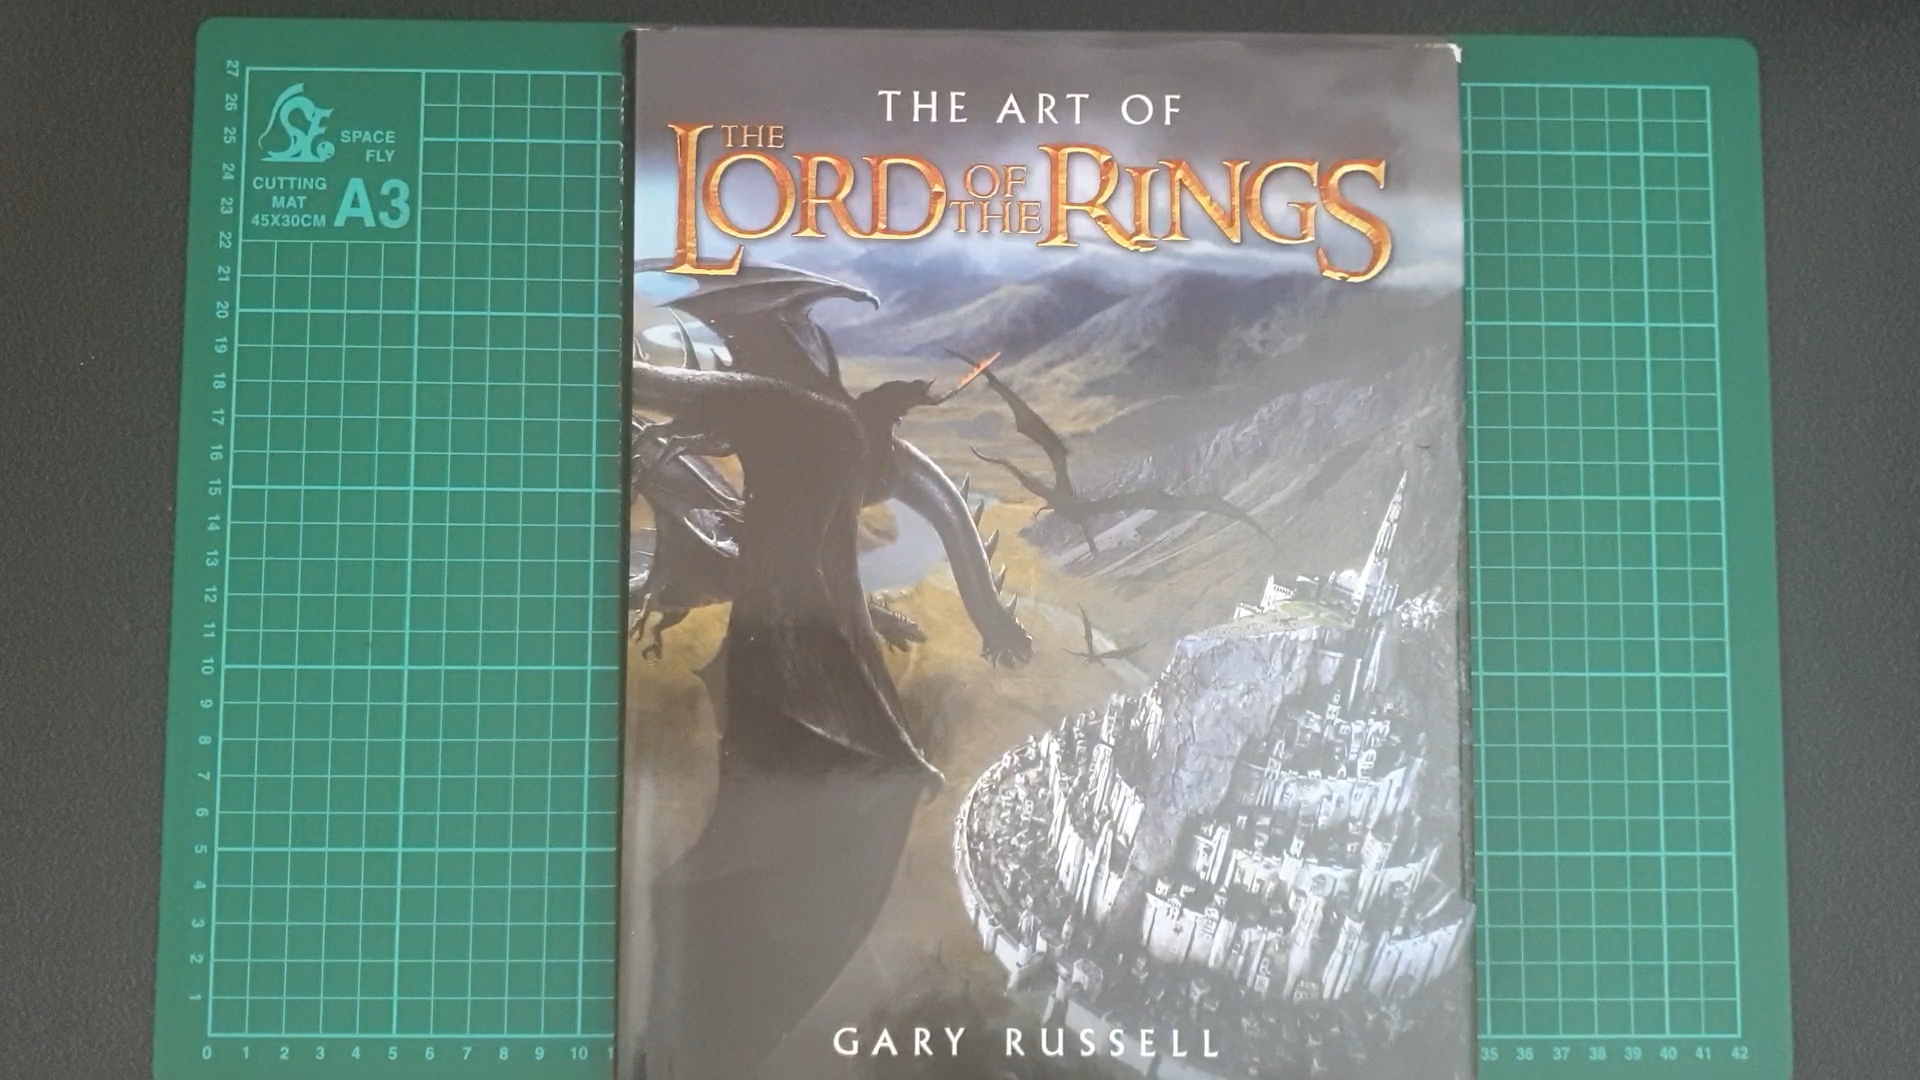 THE ART OF
THE
LORD OF THE RINGS
GARY RUSSELL
SPACE
FLY
CUTTING
MAT
45X30CM
A3
27
26
25
24
23
22
21
20
19
18
17
16
15
14
13
12
11
10
9
8
7
6
5
4
3
2
1
0 1 2 3 4 5 6 7 8 9 10
35 36 37 38 39 40 41 42